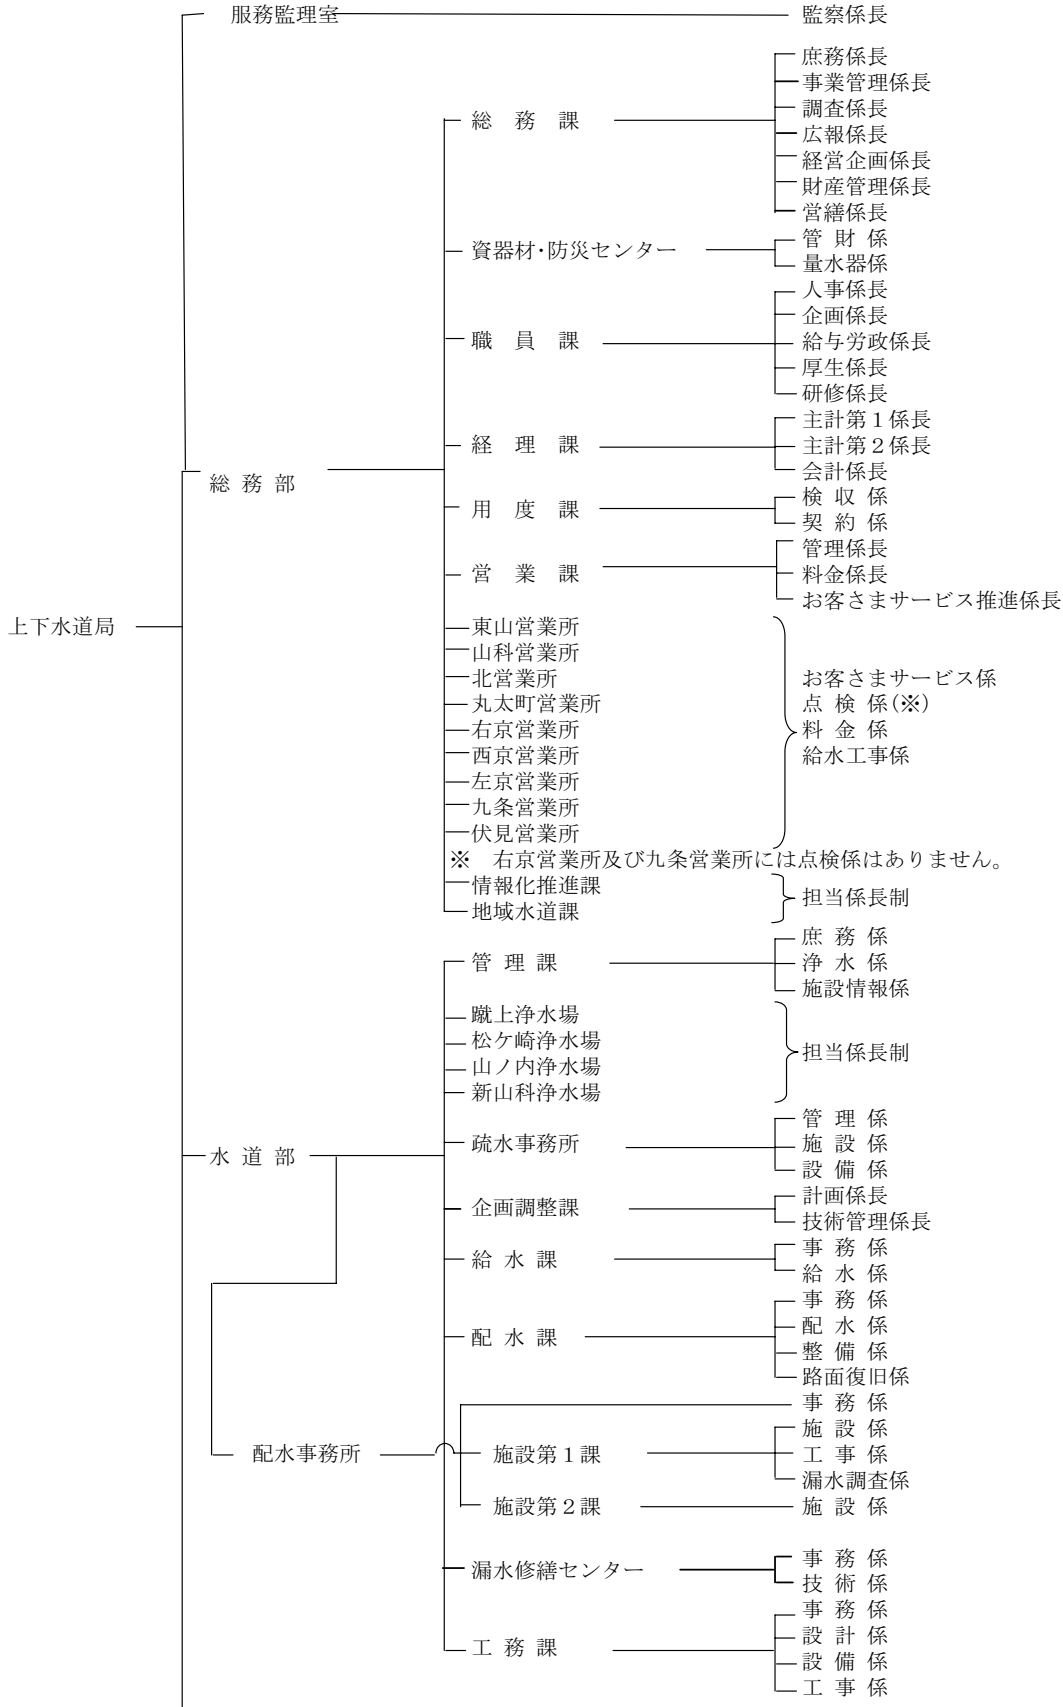 服務監理室 監察係長
庶務係長
事業管理係長
調査係長
総務課 広報係長
経営企画係長
財産管理係長
営繕係長
資器材・防災センター 管財係
量水器係
人事係長
企画係長
職員課 給与労政係長
厚生係長
研修係長
主計第1係長
経理課 主計第2係長
会計係長
総務部
用度課 検収係
契約係
管理係長
営業課 料金係長
お客さまサービス推進係長
上下水道局
東山営業所
山科営業所
北営業所
丸太町営業所
右京営業所
西京営業所
左京営業所
九条営業所
伏見営業所
お客さまサービス係
点検係(※)
料金係
給水工事係
※ 右京営業所及び九条営業所には点検係はありません。
情報化推進課
地域水道課
担当係長制
庶務係
管理課 浄水係
施設情報係
蹴上浄水場
松ケ崎浄水場
山ノ内浄水場
新山科浄水場
担当係長制
管理係
水道部 疏水事務所 施設係
設備係
企画調整課 計画係長
技術管理係長
給水課 事務係
給水係
事務係
配水課 配水係
整備係
路面復旧係
事務係
施設係
配水事務所 施設第1課 工事係
漏水調査係
施設第2課 施設係
漏水修繕センター 事務係
技術係
事務係
工務課 設計係
設備係
工事係